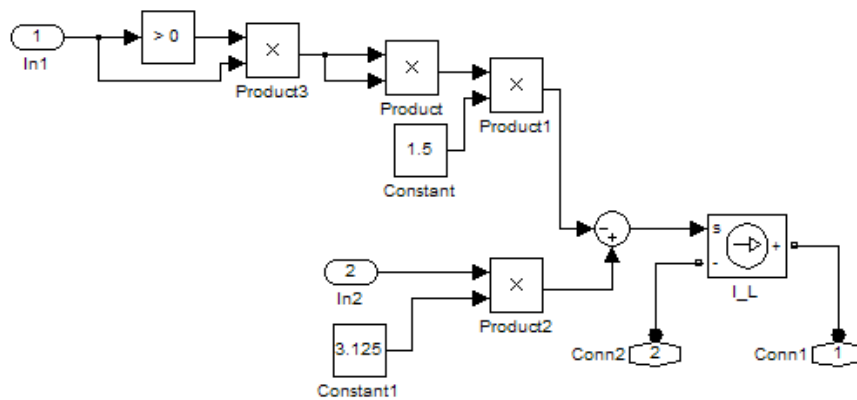 1
In1
> 0
×
Product3
×
Product
×
Product1
1.5
Constant
2
In2
×
Product2
3.125
Constant1
-
+
s
-
+
I_L
Conn2
2
Conn1
1